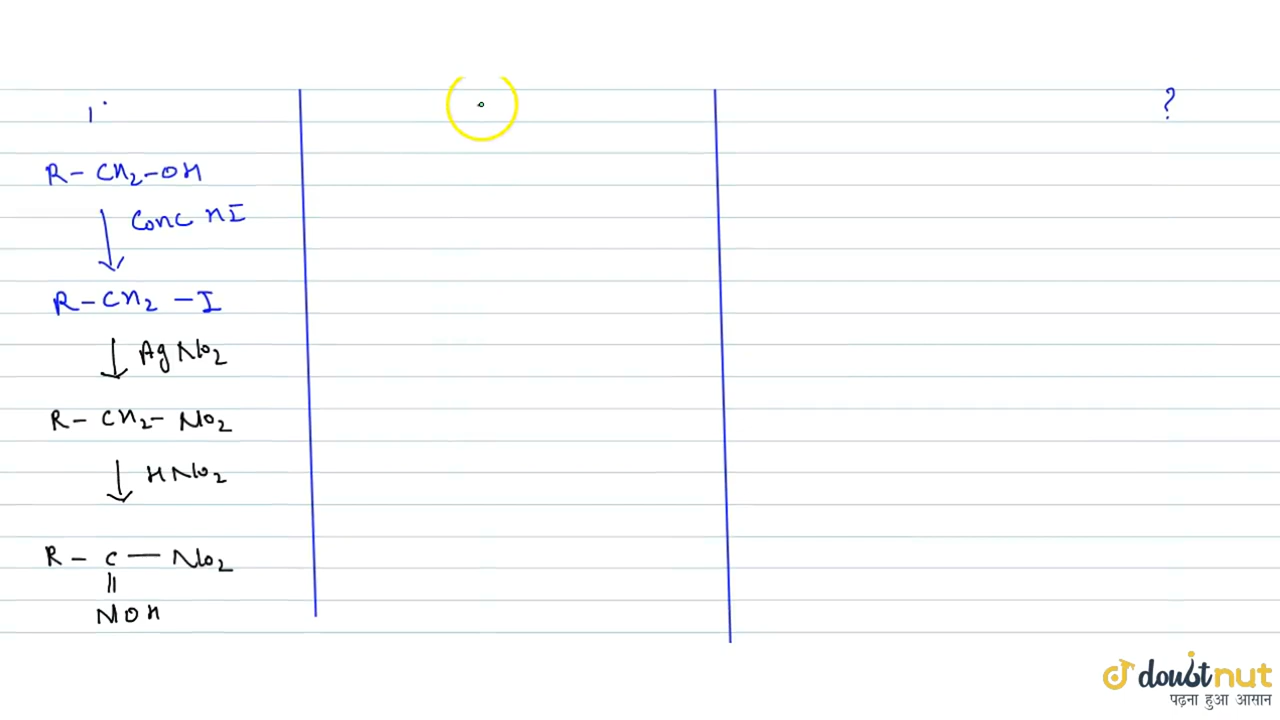 1°
?
R - CH2 - OH
↓ Conc HI
R - CH2 - I
↓ AgNO2
R - CH2 - NO2
↓ HNO2
R - C — NO2
||
NOH
doubtnut
पढ़ना हुआ आसान